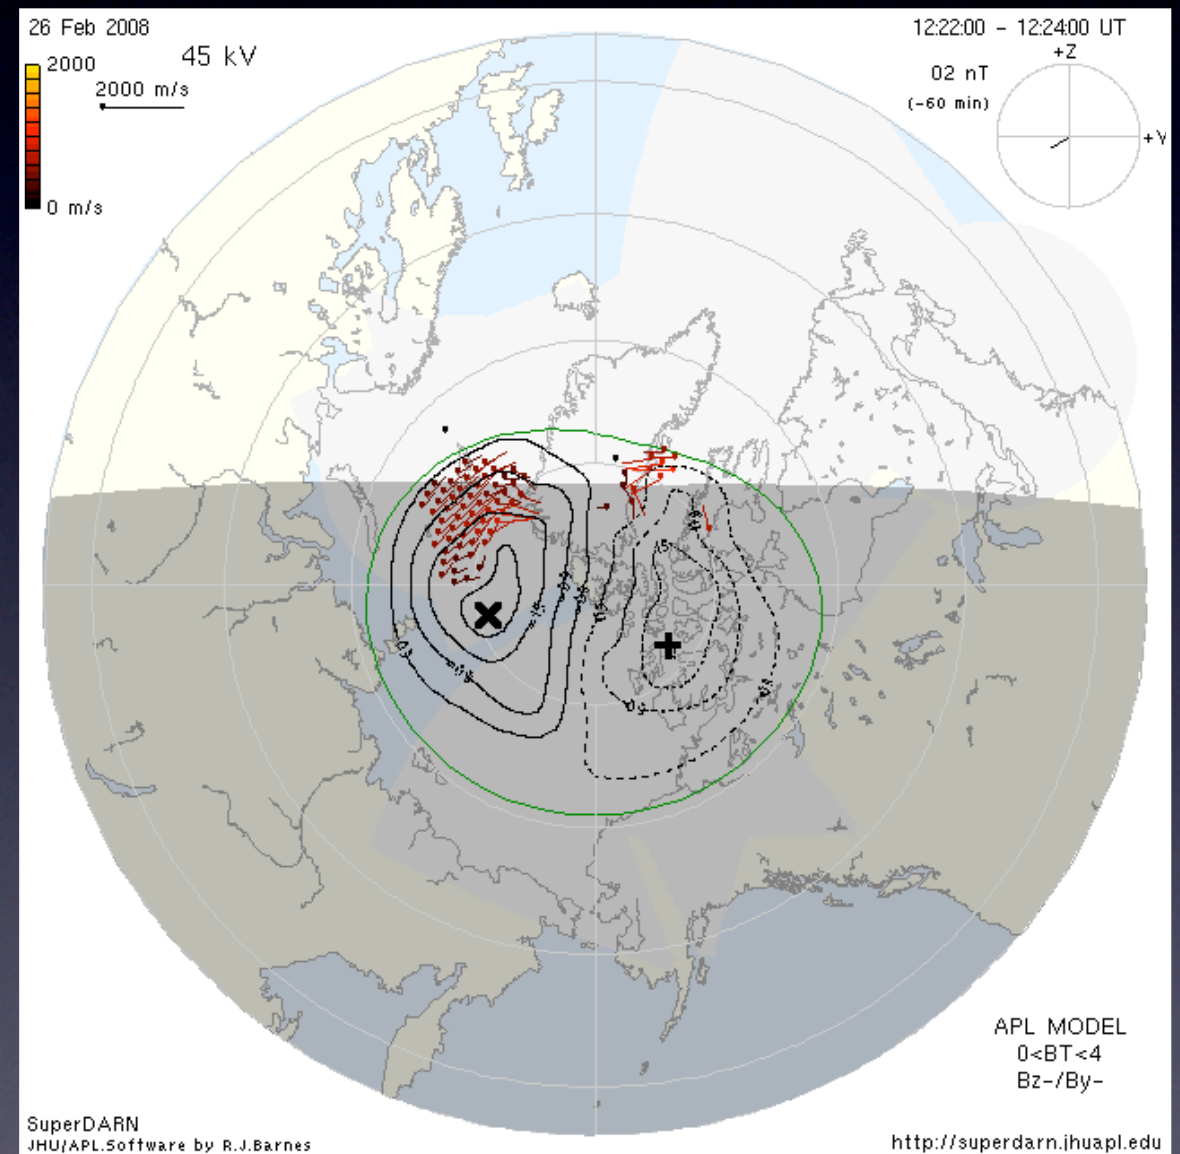 26 Feb 2008
45 kV
12:22:00 - 12:24:00 UT
2000
2000 m/s
0 m/s
+Z
02 nT
(-60 min)
+Y
APL MODEL
0<BT<4
Bz-/By-
SuperDARN
JHU/APL.Software by R.J.Barnes
http://superdarn.jhuapl.edu